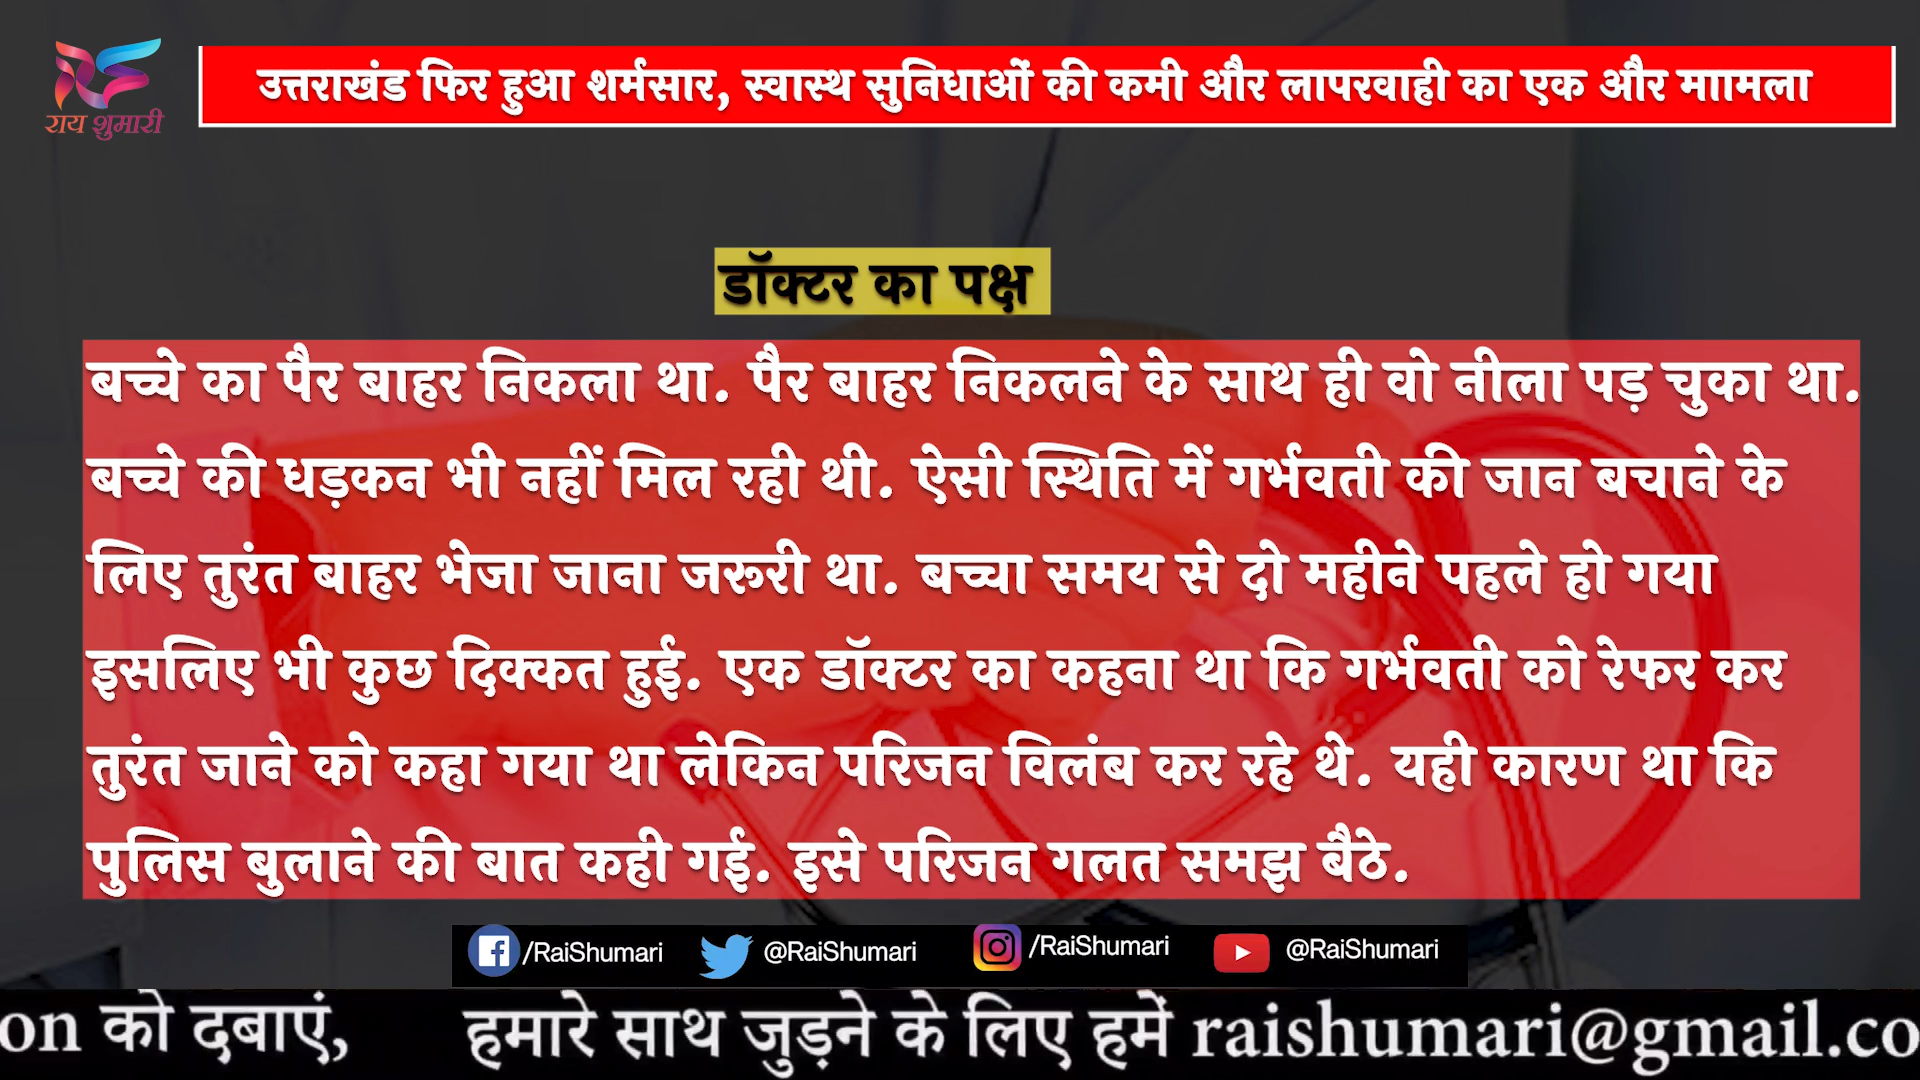 राय शुमारी
उत्तराखंड फिर हुआ शर्मसार, स्वास्थ सुनिधाओं की कमी और लापरवाही का एक और माामला
डॉक्टर का पक्ष
बच्चे का पैर बाहर निकला था. पैर बाहर निकलने के साथ ही वो नीला पड़ चुका था.
बच्चे की धड़कन भी नहीं मिल रही थी. ऐसी स्थिति में गर्भवती की जान बचाने के
लिए तुरंत बाहर भेजा जाना जरूरी था. बच्चा समय से दो महीने पहले हो गया
इसलिए भी कुछ दिक्कत हुई. एक डॉक्टर का कहना था कि गर्भवती को रेफर कर
तुरंत जाने को कहा गया था लेकिन परिजन विलंब कर रहे थे. यही कारण था कि
पुलिस बुलाने की बात कही गई. इसे परिजन गलत समझ बैठे.
/RaiShumari @RaiShumari /RaiShumari @RaiShumari
on को दबाएं, हमारे साथ जुड़ने के लिए हमें raishumari@gmail.co